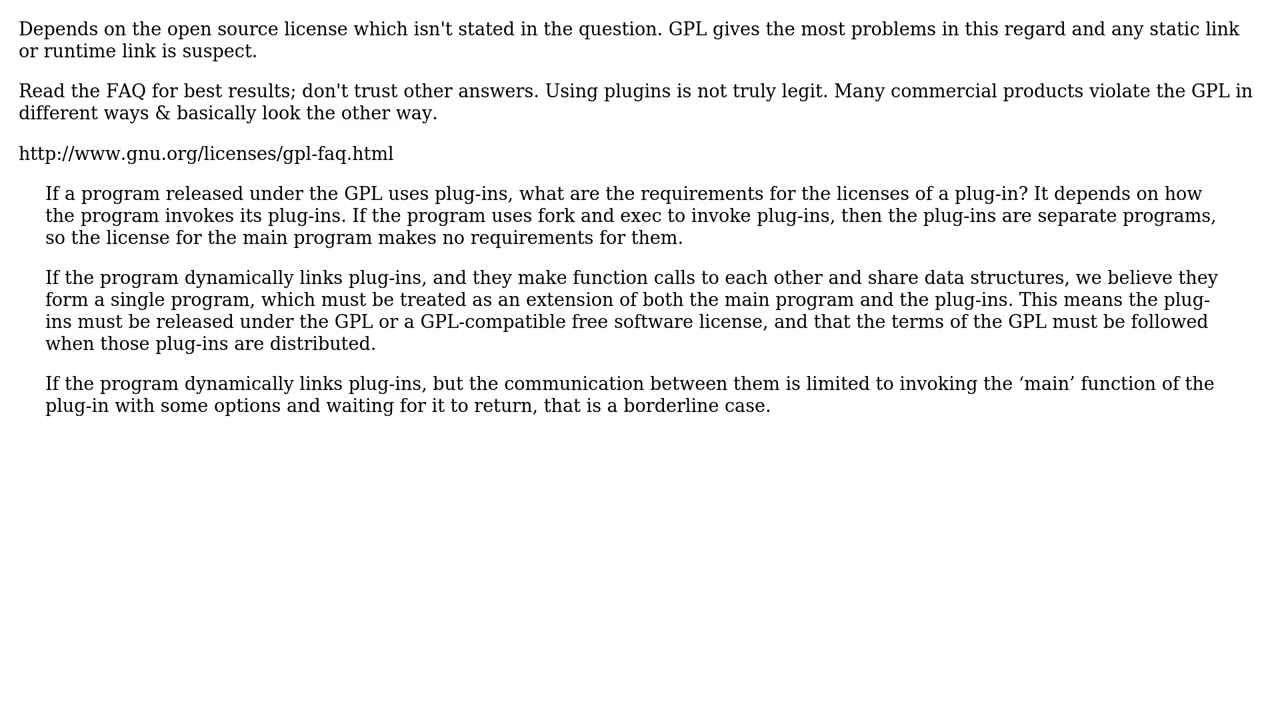 Depends on the open source license which isn't stated in the question. GPL gives the most problems in this regard and any static link
or runtime link is suspect.
Read the FAQ for best results; don't trust other answers. Using plugins is not truly legit. Many commercial products violate the GPL in
different ways & basically look the other way.
http://www.gnu.org/licenses/gpl-faq.html
If a program released under the GPL uses plug-ins, what are the requirements for the licenses of a plug-in? It depends on how
the program invokes its plug-ins. If the program uses fork and exec to invoke plug-ins, then the plug-ins are separate programs,
so the license for the main program makes no requirements for them.
If the program dynamically links plug-ins, and they make function calls to each other and share data structures, we believe they
form a single program, which must be treated as an extension of both the main program and the plug-ins. This means the plug-
ins must be released under the GPL or a GPL-compatible free software license, and that the terms of the GPL must be followed
when those plug-ins are distributed.
If the program dynamically links plug-ins, but the communication between them is limited to invoking the ‘main’ function of the
plug-in with some options and waiting for it to return, that is a borderline case.